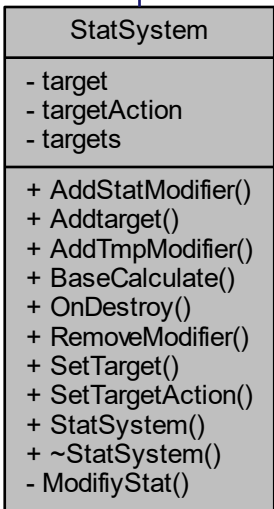 StatSystem
- target
- targetAction
- targets
+ AddStatModifier()
+ Addtarget()
+ AddTmpModifier()
+ BaseCalculate()
+ OnDestroy()
+ RemoveModifier()
+ SetTarget()
+ SetTargetAction()
+ StatSystem()
+ ~StatSystem()
- ModifiyStat()